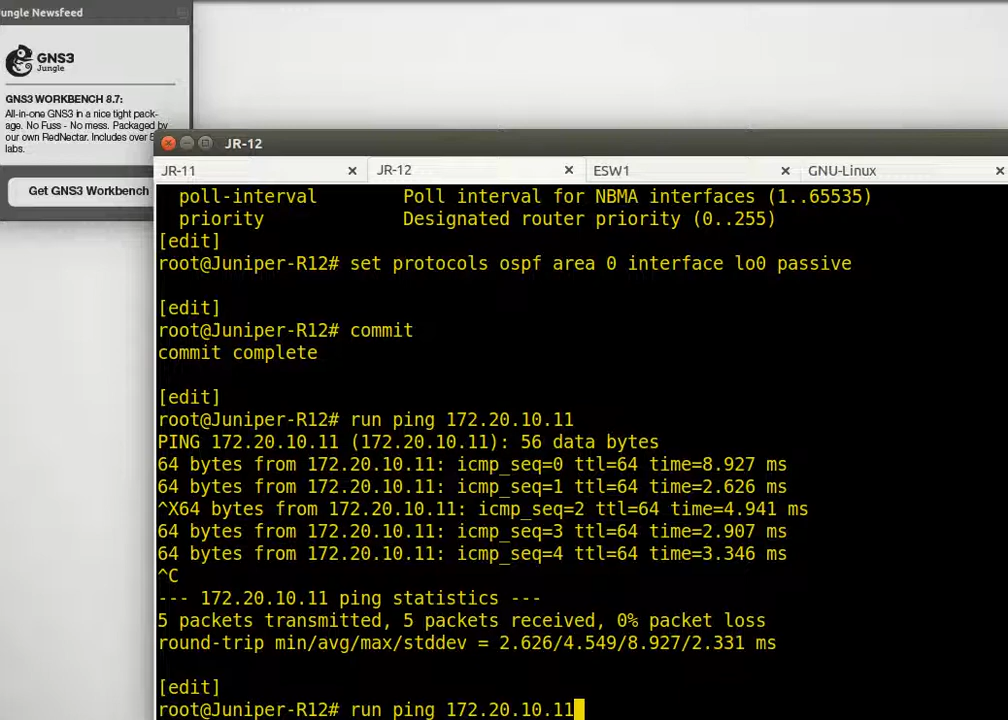 Jungle Newsfeed
GNS3
Jungle
GNS3 WORKBENCH 8.7:
All-in-one GNS3 in a nice tight pack-
age. No Fuss - No mess. Packaged by
our own RedNectar. Includes over
labs.
Get GNS3 Workbench
JR-12
JR-11 JR-12 ESW1 GNU-Linux
poll-interval Poll interval for NBMA interfaces (1..65535)
priority Designated router priority (0..255)
[edit]
root@Juniper-R12# set protocols ospf area 0 interface lo0 passive
[edit]
root@Juniper-R12# commit
commit complete
[edit]
root@Juniper-R12# run ping 172.20.10.11
PING 172.20.10.11 (172.20.10.11): 56 data bytes
64 bytes from 172.20.10.11: icmp_seq=0 ttl=64 time=8.927 ms
64 bytes from 172.20.10.11: icmp_seq=1 ttl=64 time=2.626 ms
^X64 bytes from 172.20.10.11: icmp_seq=2 ttl=64 time=4.941 ms
64 bytes from 172.20.10.11: icmp_seq=3 ttl=64 time=2.907 ms
64 bytes from 172.20.10.11: icmp_seq=4 ttl=64 time=3.346 ms
^C
--- 172.20.10.11 ping statistics ---
5 packets transmitted, 5 packets received, 0% packet loss
round-trip min/avg/max/stddev = 2.626/4.549/8.927/2.331 ms
[edit]
root@Juniper-R12# run ping 172.20.10.11